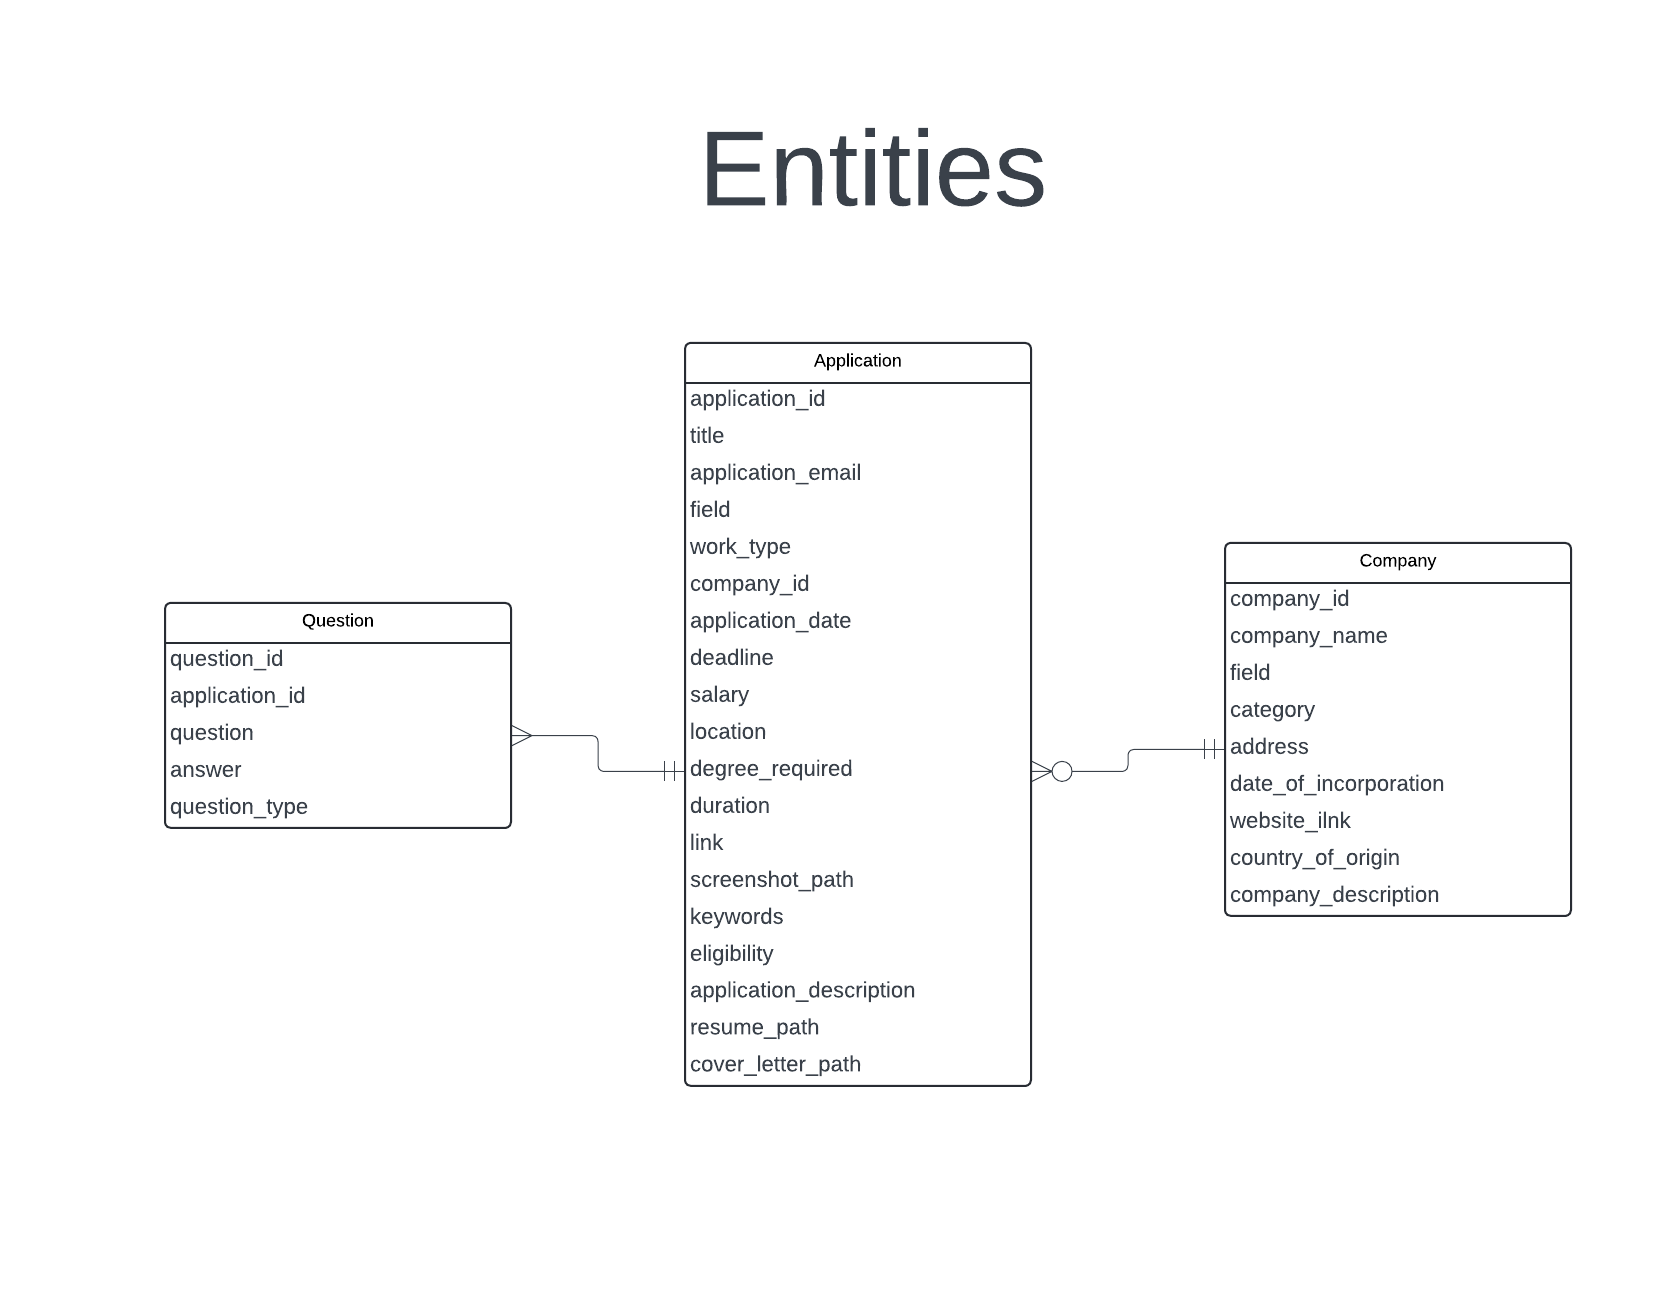 Entities
Question
question_id
application_id
question
answer
question_type
Application
application_id
title
application_email
field
work_type
company_id
application_date
deadline
salary
location
degree_required
duration
link
screenshot_path
keywords
eligibility
application_description
resume_path
cover_letter_path
Company
company_id
company_name
field
category
address
date_of_incorporation
website_ilnk
country_of_origin
company_description